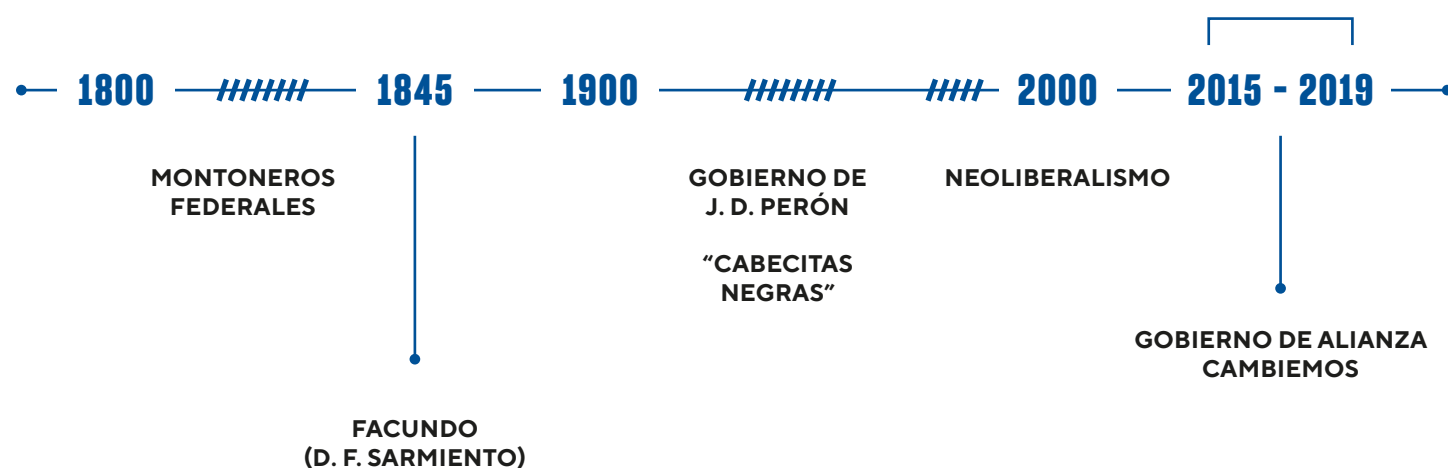 1800 1845 1900 2000 2015 - 2019
MONTONEROS
FEDERALES
GOBIERNO DE
J. D. PERÓN
“CABECITAS
NEGRAS”
NEOLIBERALISMO
GOBIERNO DE ALIANZA
CAMBIEMOS
FACUNDO
(D. F. SARMIENTO)